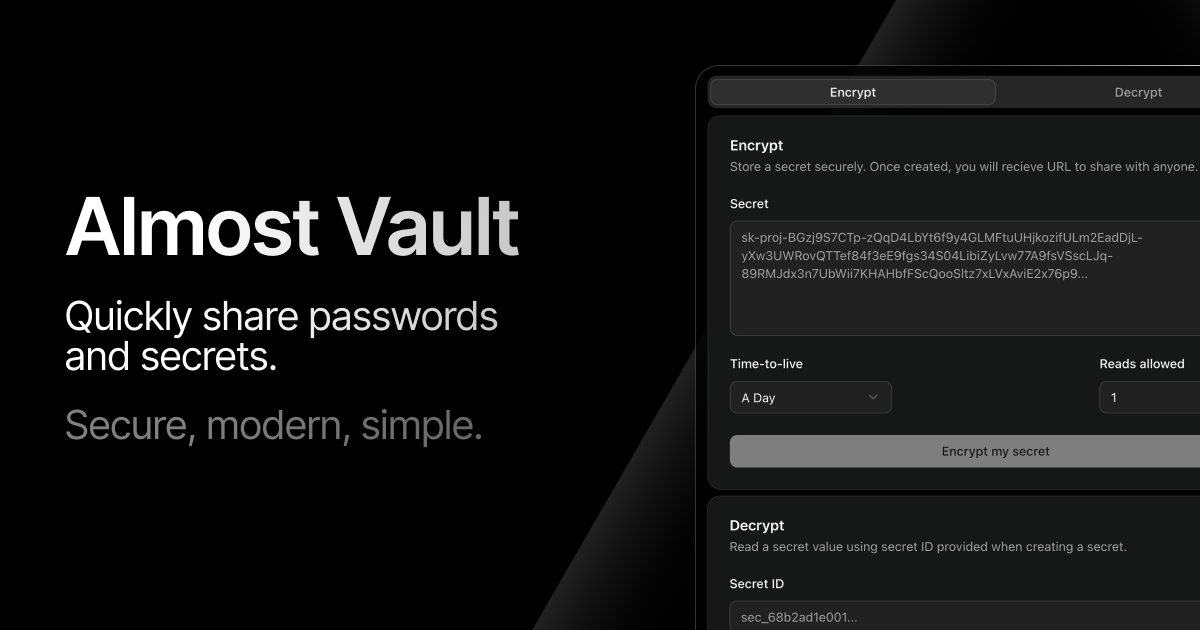 Almost Vault
Quickly share passwords
and secrets.
Secure, modern, simple.
Encrypt
Decrypt
Encrypt
Store a secret securely. Once created, you will recieve URL to share with anyone.
Secret
sk-proj-BGzj9S7CTp-zQqD4LbYt6f9y4GLMFtuUHjkozifULm2EadDjL-
yXw3UWRovQTTef84f3eE9fgs34S04LibiZyLvw77A9fsVSscLJq-
89RMJdx3n7UbWii7KHAHbfFScQooSltz7xLVxAviE2x76p9...
Time-to-live
Reads allowed
A Day
1
Encrypt my secret
Decrypt
Read a secret value using secret ID provided when creating a secret.
Secret ID
sec_68b2ad1e001...